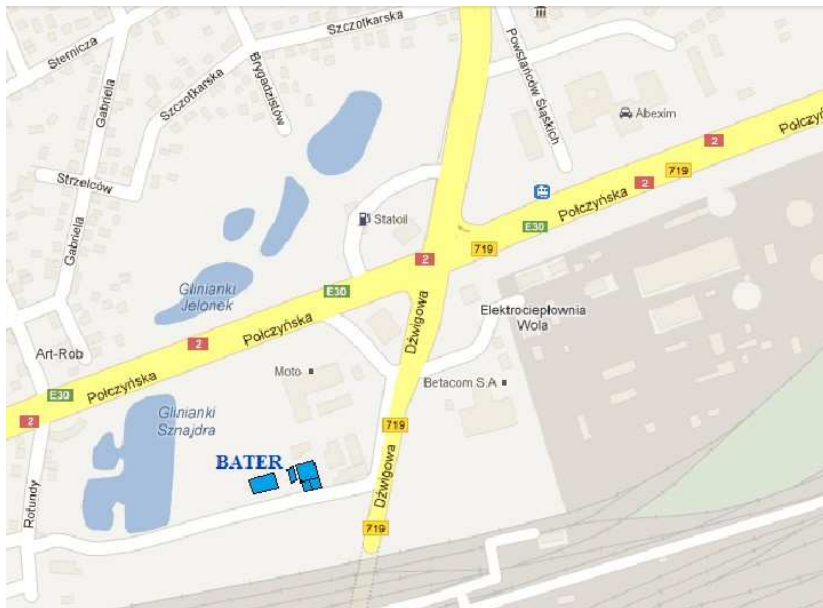 Szczotkarska
Sternicza
Brygadzistów
Powstańców Śląskich
Gabriela
Szczotkarska
Abexim
Połczyńska
2
719
2
Strzelców
Połczyńska
Statoil
E30
719
2
Gabriela
Glinianki
Jelonek
E30
Elektrociepłownia
Wola
Połczyńska
Dźwigowa
2
Art-Rob
Moto
Betacom S.A
Połczyńska
E30
2
Glinianki
Sznajdra
719
BATER
Dźwigowa
Rotundy
719